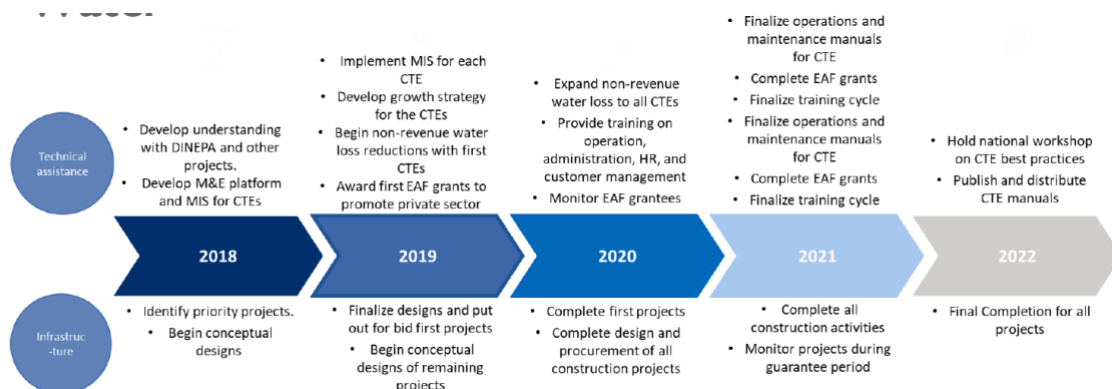 Water
Technical
assistance
• Develop understanding
with DINEPA and other
projects.
• Develop M&E platform
and MIS for CTEs
• Implement MIS for each
CTE
• Develop growth strategy
for the CTEs
• Begin non-revenue water
loss reductions with first
CTEs
• Award first EAF grants to
promote private sector
• Expand non-revenue
water loss to all CTEs
• Provide training on
operation,
administration, HR, and
customer management
• Monitor EAF grantees
• Finalize operations and
maintenance manuals
for CTE
• Complete EAF grants
• Finalize training cycle
• Finalize operations and
maintenance manuals
for CTE
• Complete EAF grants
• Finalize training cycle
• Hold national workshop
on CTE best practices
• Publish and distribute
CTE manuals
2018
2019
2020
2021
2022
Infrastruc
-ture
• Identify priority projects.
• Begin conceptual
designs
• Finalize designs and put
out for bid first projects
• Begin conceptual
designs of remaining
projects
• Complete first projects
• Complete design and
procurement of all
construction projects
• Complete all
construction activities
• Monitor projects during
guarantee period
• Final Completion for all
projects